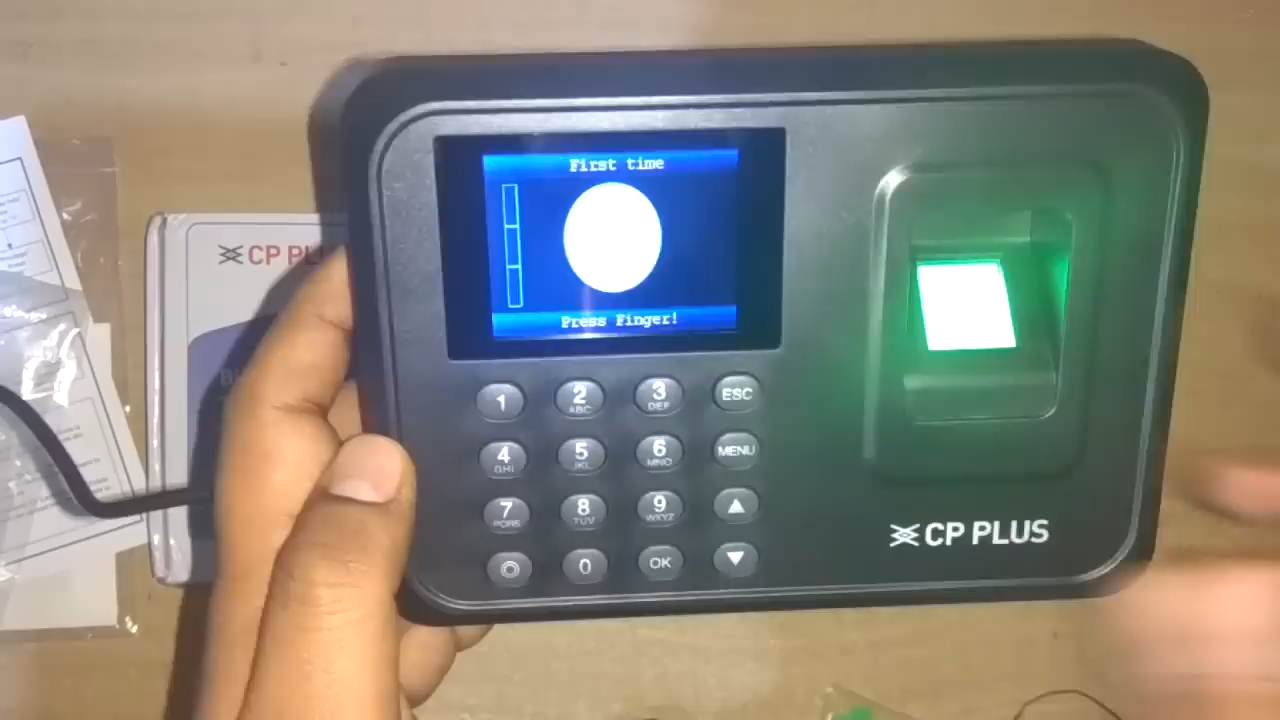 First time
Press Finger!
1
2 ABC
3 DEF
ESC
4 GHI
5 JKL
6 MNO
MENU
7 PQRS
8 TUV
9 WXYZ
0
OK
CP PLUS
CP PLU